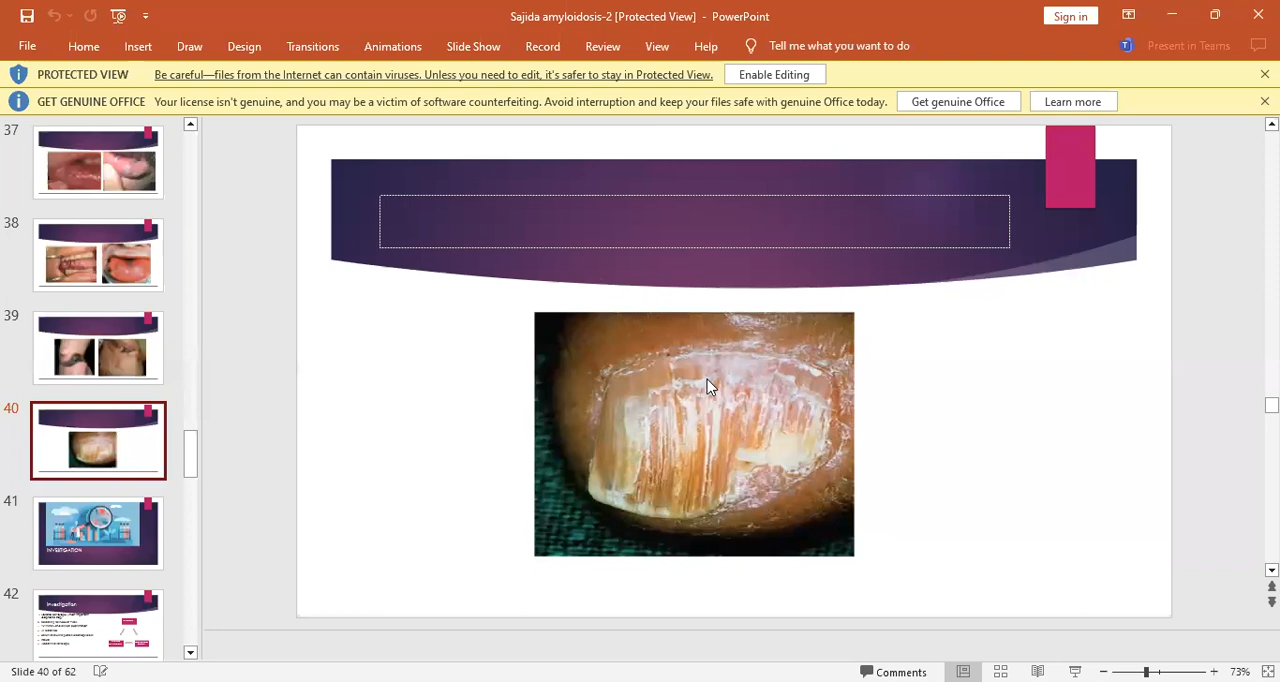 Sajida amyloidosis-2 [Protected View] - PowerPoint
Sign in
File Home Insert Draw Design Transitions Animations Slide Show Record Review View Help Tell me what you want to do Present in Teams
PROTECTED VIEW Be careful—files from the Internet can contain viruses. Unless you need to edit, it's safer to stay in Protected View. Enable Editing
GET GENUINE OFFICE Your license isn't genuine, and you may be a victim of software counterfeiting. Avoid interruption and keep your files safe with genuine Office today. Get genuine Office Learn more
37
38
39
40
41
INVESTIGATION
42
Investigation
Slide 40 of 62
Comments
73%